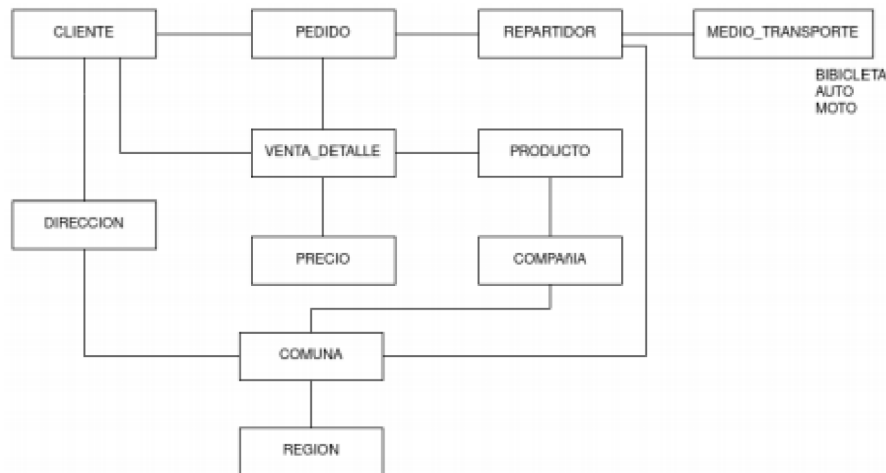 CLIENTE
PEDIDO
REPARTIDOR
MEDIO_TRANSPORTE
BIBICLETA
AUTO
MOTO
VENTA_DETALLE
PRODUCTO
DIRECCION
PRECIO
COMPAñIA
COMUNA
REGION